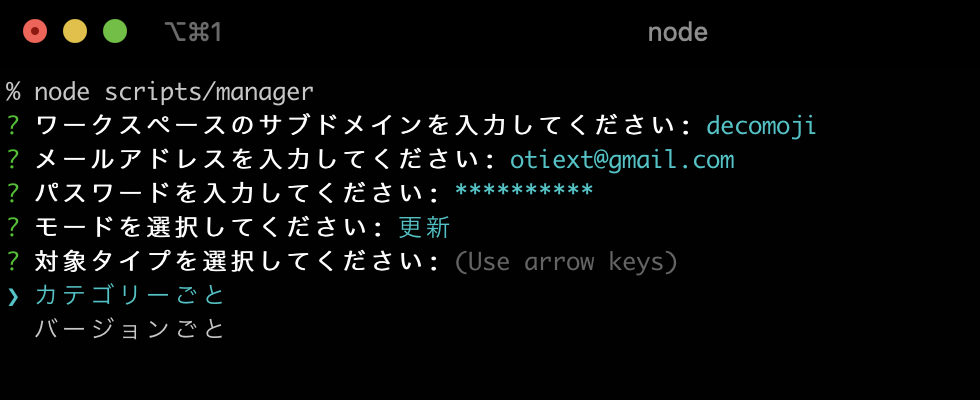 ⌥⌘1 node
% node scripts/manager
? ワークスペースのサブドメインを入力してください: decomoji
? メールアドレスを入力してください: otiext@gmail.com
? パスワードを入力してください: **********
? モードを選択してください: 更新
? 対象タイプを選択してください: (Use arrow keys)
❯ カテゴリーごと
バージョンごと